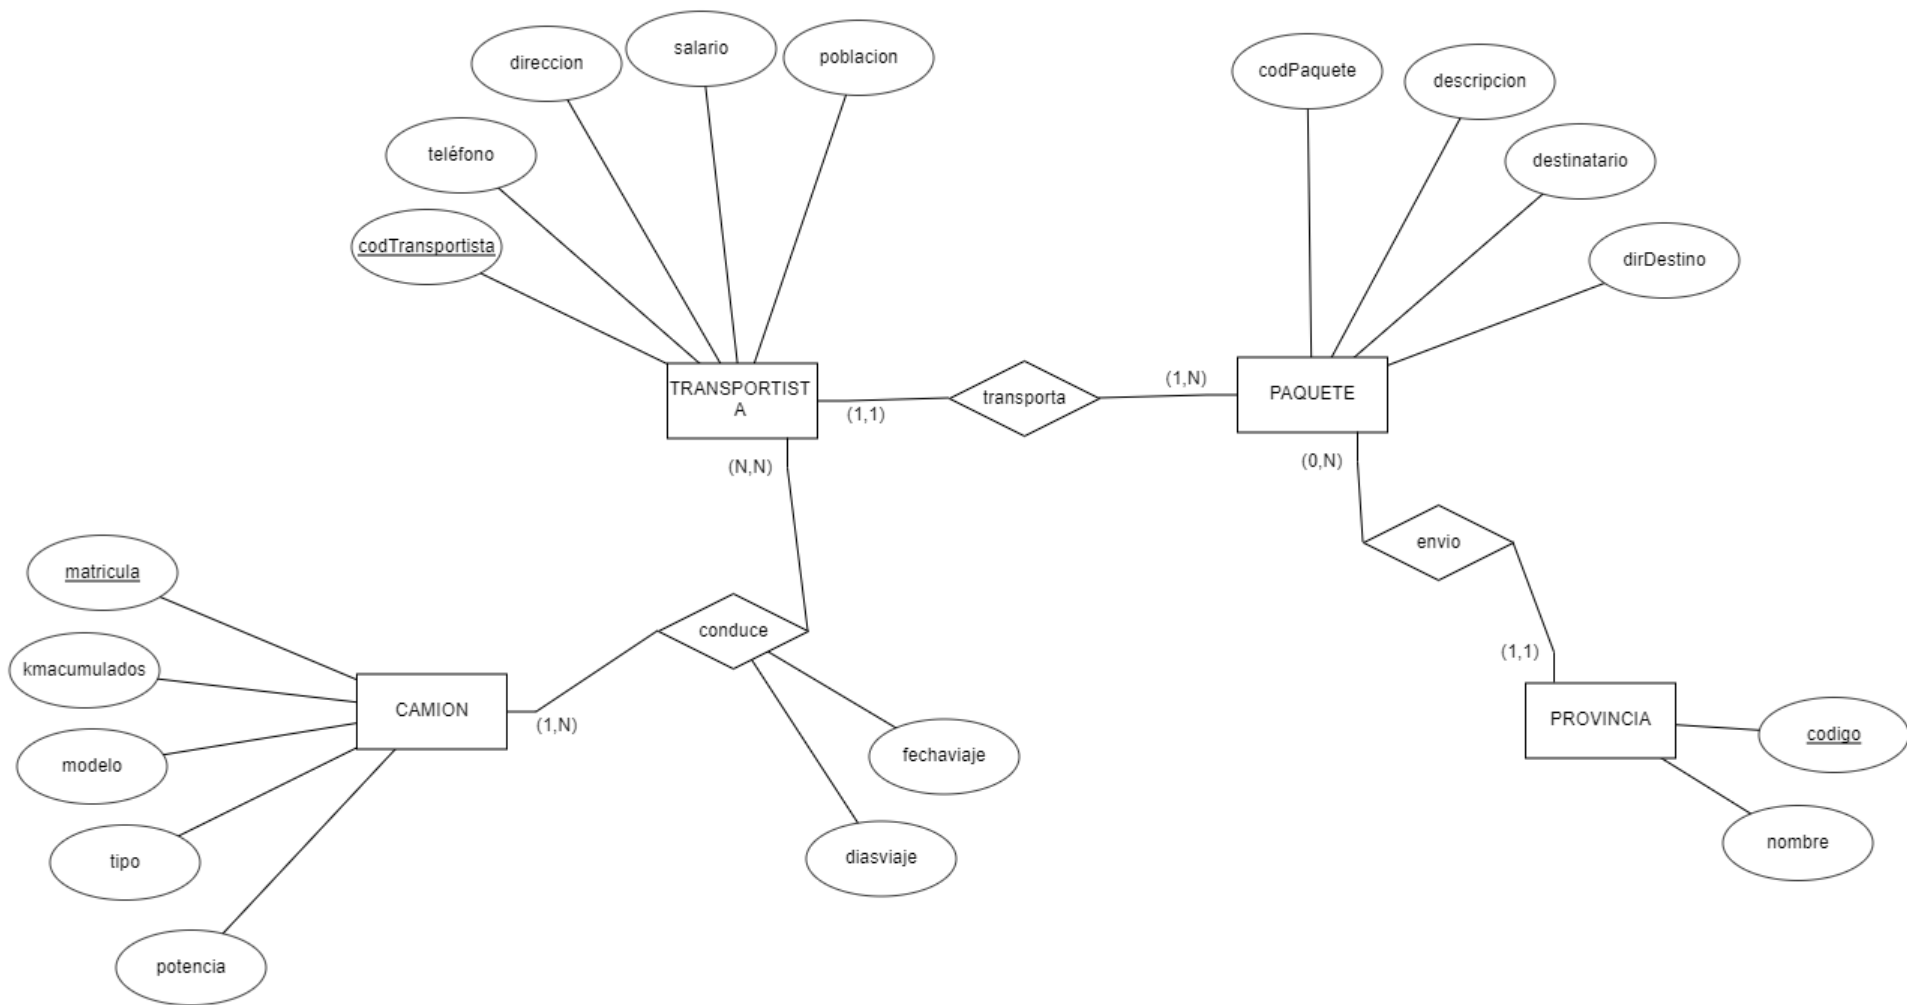 salario
poblacion
direccion
codPaquete
descripcion
teléfono
destinatario
codTransportista
dirDestino
TRANSPORTIST
A
(1,1)
transporta
(1,N)
PAQUETE
(N,N)
(0,N)
envio
matricula
conduce
(1,1)
kmacumulados
CAMION
(1,N)
PROVINCIA
codigo
fechaviaje
modelo
nombre
diasviaje
tipo
potencia